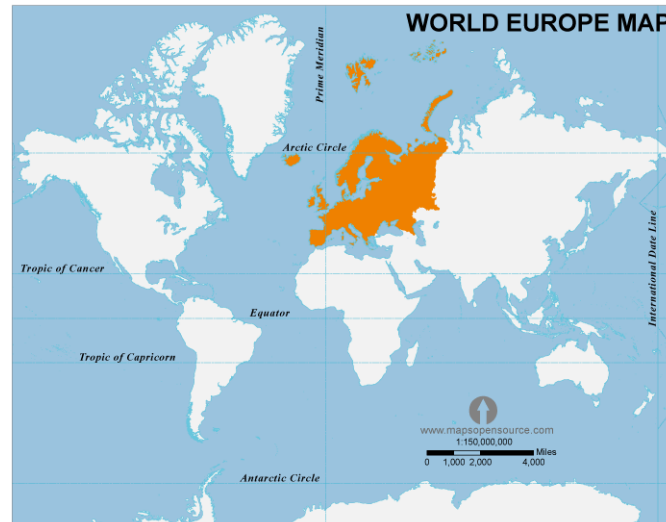 WORLD EUROPE MAP
Prime Meridian
Arctic Circle
International Date Line
Tropic of Cancer
Equator
Tropic of Capricorn
www.mapsopensource.com
1:150,000,000
Miles
0 1,000 2,000 4,000
Antarctic Circle